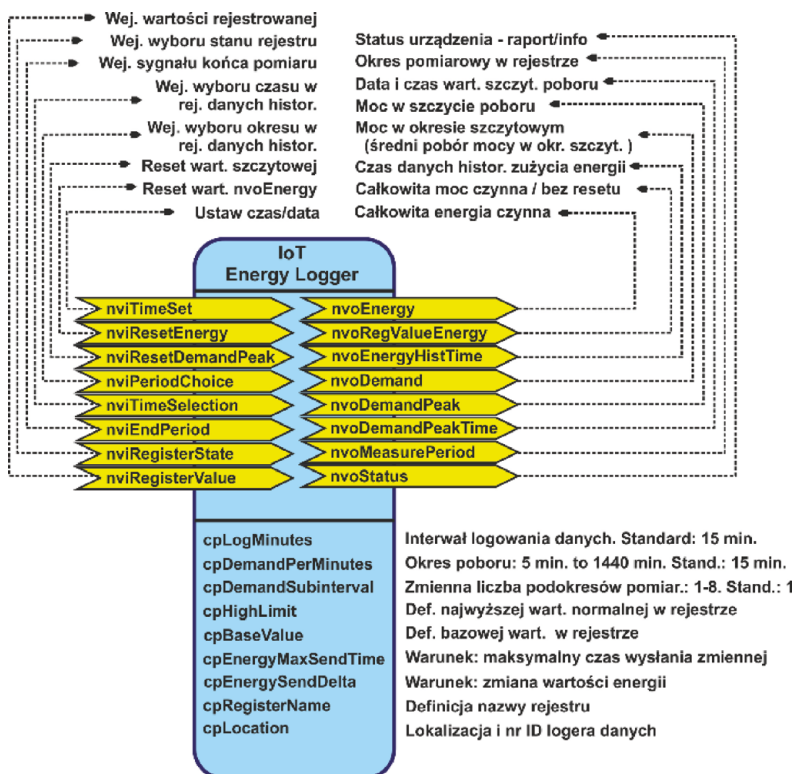 Wej. wartości rejestrowanej
Wej. wyboru stanu rejestru
Wej. sygnału końca pomiaru
Wej. wyboru czasu w
rej. danych histor.
Wej. wyboru okresu w
rej. danych histor.
Reset wart. szczytowej
Reset wart. nvoEnergy
Ustaw czas/data
Status urządzenia - raport/info
Okres pomiarowy w rejestrze
Data i czas wart. szczyt. poboru
Moc w szczycie poboru
Moc w okresie szczytowym
(średni pobór mocy w okr. szczyt. )
Czas danych histor. zużycia energii
Całkowita moc czynna / bez resetu
Całkowita energia czynna
IoT
Energy Logger
nviTimeSet
nviResetEnergy
nviResetDemandPeak
nviPeriodChoice
nviTimeSelection
nviEndPeriod
nviRegisterState
nviRegisterValue
nvoEnergy
nvoRegValueEnergy
nvoEnergyHistTime
nvoDemand
nvoDemandPeak
nvoDemandPeakTime
nvoMeasurePeriod
nvoStatus
cpLogMinutes Interwał logowania danych. Standard: 15 min.
cpDemandPerMinutes Okres poboru: 5 min. to 1440 min. Stand.: 15 min.
cpDemandSubinterval Zmienna liczba podokresów pomiar.: 1-8. Stand.: 1
cpHighLimit Def. najwyższej wart. normalnej w rejestrze
cpBaseValue Def. bazowej wart. w rejestrze
cpEnergyMaxSendTime Warunek: maksymalny czas wysłania zmiennej
cpEnergySendDelta Warunek: zmiana wartości energii
cpRegisterName Definicja nazwy rejestru
cpLocation Lokalizacja i nr ID logera danych